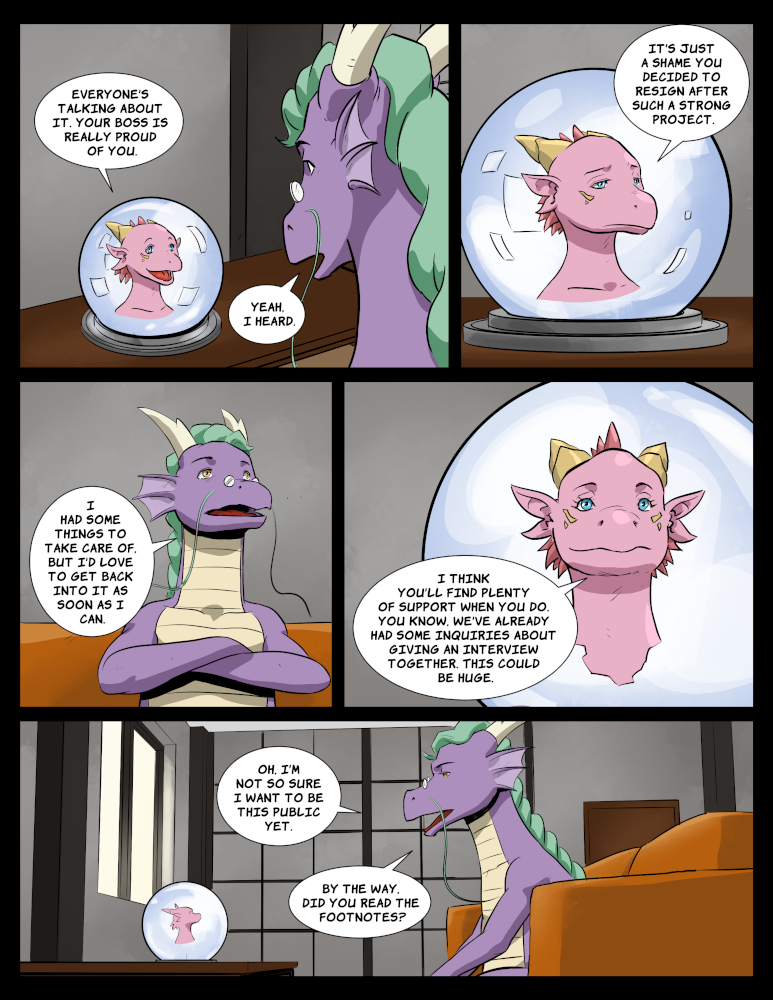 EVERYONE'S
TALKING ABOUT
IT. YOUR BOSS IS
REALLY PROUD
OF YOU.
YEAH.
I HEARD.
IT'S JUST
A SHAME YOU
DECIDED TO
RESIGN AFTER
SUCH A STRONG
PROJECT.
I
HAD SOME
THINGS TO
TAKE CARE OF.
BUT I'D LOVE
TO GET BACK
INTO IT AS
SOON AS I
CAN.
I THINK
YOU'LL FIND PLENTY
OF SUPPORT WHEN YOU DO.
YOU KNOW, WE'VE ALREADY
HAD SOME INQUIRIES ABOUT
GIVING AN INTERVIEW
TOGETHER. THIS COULD
BE HUGE.
OH, I'M
NOT SO SURE
I WANT TO BE
THIS PUBLIC
YET.
BY THE WAY,
DID YOU READ THE
FOOTNOTES?